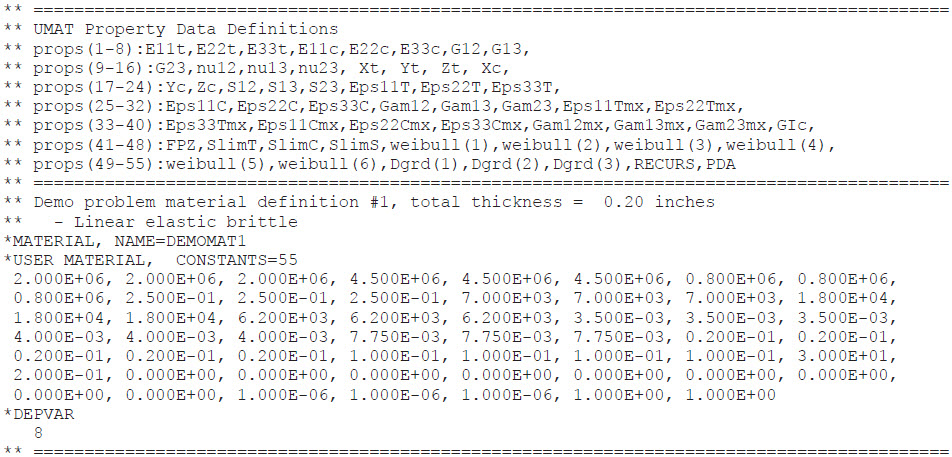 ** ==========================================================================================
** UMAT Property Data Definitions
** props(1-8):E11t,E22t,E33t,E11c,E22c,E33c,G12,G13,
** props(9-16):G23,nu12,nu13,nu23, Xt, Yt, Zt, Xc,
** props(17-24):Yc,Zc,S12,S13,S23,Eps11T,Eps22T,Eps33T,
** props(25-32):Eps11C,Eps22C,Eps33C,Gam12,Gam13,Gam23,Eps11Tmx,Eps22Tmx,
** props(33-40):Eps33Tmx,Eps11Cmx,Eps22Cmx,Eps33Cmx,Gam12mx,Gam13mx,Gam23mx,GIc,
** props(41-48):FPZ,SlimT,SlimC,SlimS,weibull(1),weibull(2),weibull(3),weibull(4),
** props(49-55):weibull(5),weibull(6),Dgrd(1),Dgrd(2),Dgrd(3),RECURS,PDA
** ==========================================================================================
** Demo problem material definition #1, total thickness =  0.20 inches
**   - Linear elastic brittle
*MATERIAL, NAME=DEMOMAT1
*USER MATERIAL,  CONSTANTS=55
2.000E+06, 2.000E+06, 2.000E+06, 4.500E+06, 4.500E+06, 4.500E+06, 0.800E+06, 0.800E+06,
0.800E+06, 2.500E-01, 2.500E-01, 2.500E-01, 7.000E+03, 7.000E+03, 7.000E+03, 1.800E+04,
1.800E+04, 1.800E+04, 6.200E+03, 6.200E+03, 6.200E+03, 3.500E-03, 3.500E-03, 3.500E-03,
4.000E-03, 4.000E-03, 4.000E-03, 7.750E-03, 7.750E-03, 7.750E-03, 0.200E-01, 0.200E-01,
0.200E-01, 0.200E-01, 0.200E-01, 1.000E-01, 1.000E-01, 1.000E-01, 1.000E-01, 3.000E+01,
2.000E-01, 0.000E+00, 0.000E+00, 0.000E+00, 0.000E+00, 0.000E+00, 0.000E+00, 0.000E+00,
0.000E+00, 0.000E+00, 1.000E-06, 1.000E-06, 1.000E-06, 1.000E+00, 1.000E+00
*DEPVAR
8
** ==========================================================================================